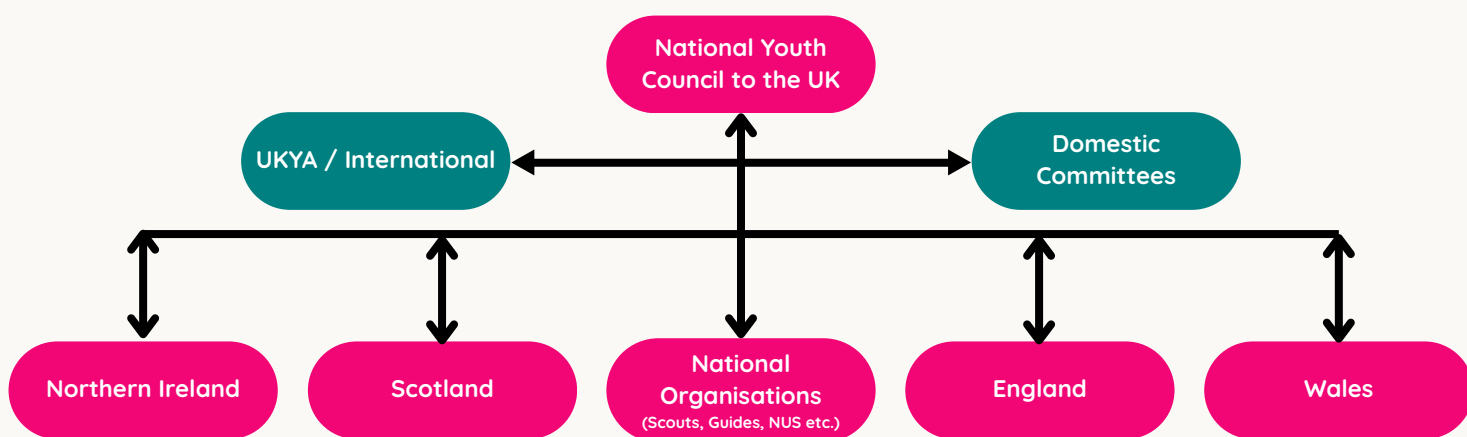 National Youth
Council to the UK
UKYA / International
Domestic
Committees
Northern Ireland
Scotland
National
Organisations
(Scouts, Guides, NUS etc.)
England
Wales